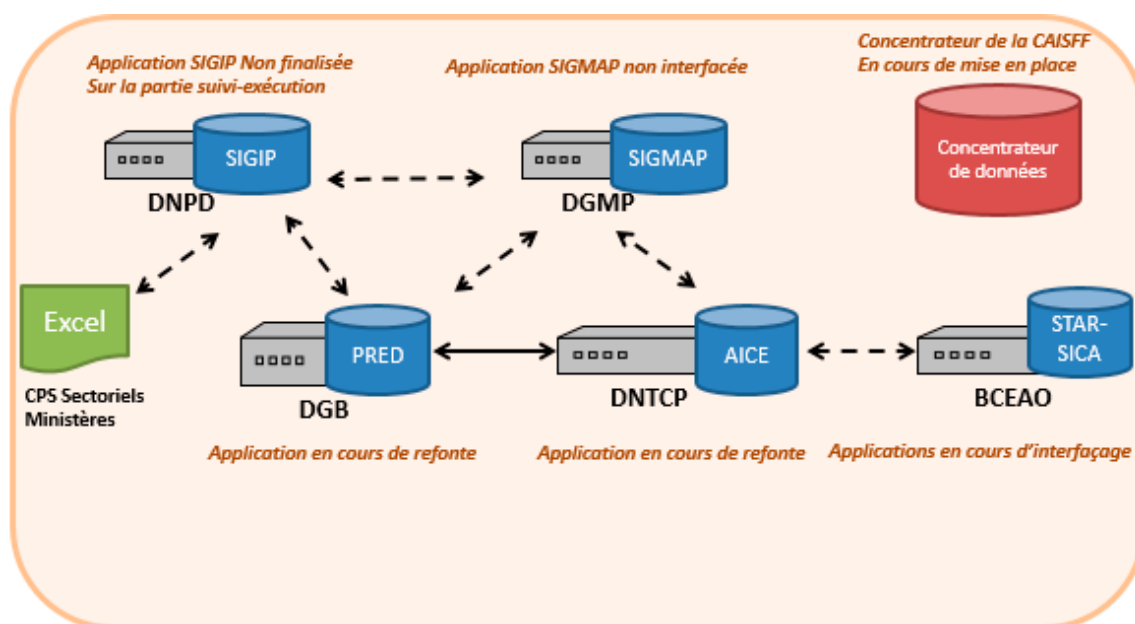 Application SIGIP Non finalisée
Sur la partie suivi-exécution
Application SIGMAP non interfacée
Concentrateur de la CAISFF
En cours de mise en place
SIGIP
DNPD
SIGMAP
DGMP
Concentrateur
de données
Excel
CPS Sectoriels
Ministères
PRED
DGB
AICE
DNTCP
STAR-
SICA
BCEAO
Application en cours de refonte
Application en cours de refonte
Applications en cours d'interfaçage